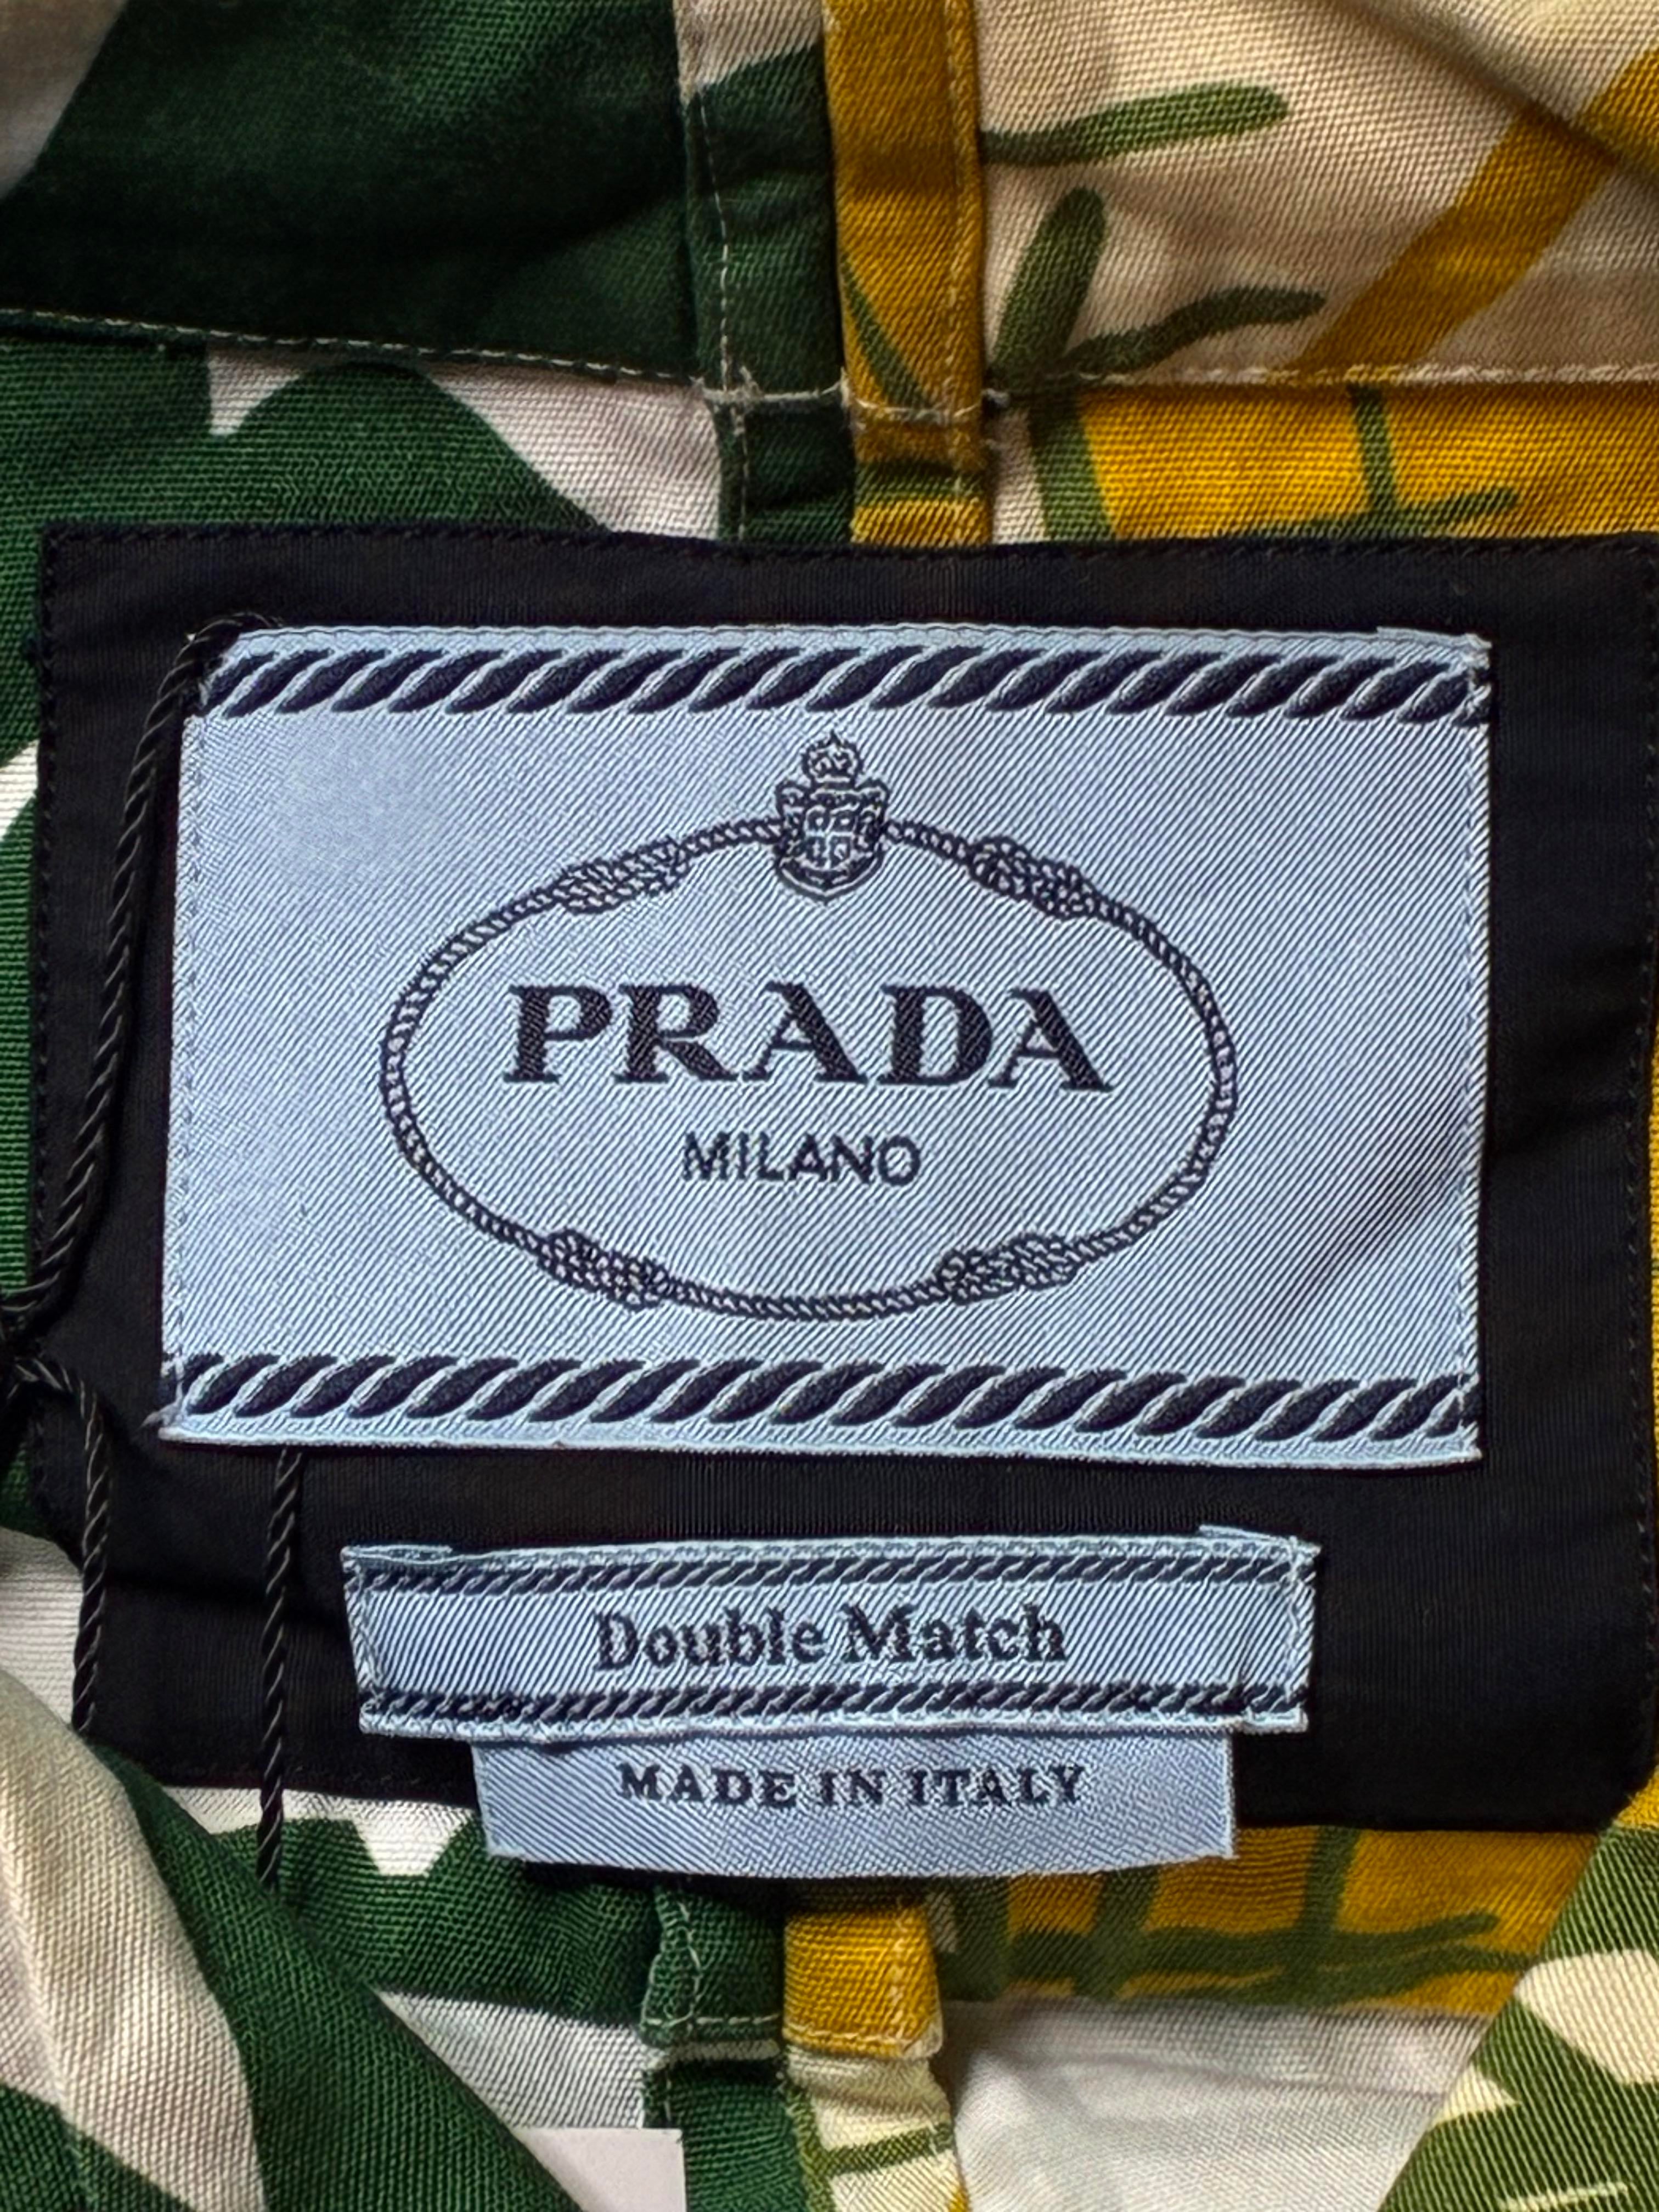 PRADA
MILANO
Double Match
MADE IN ITALY